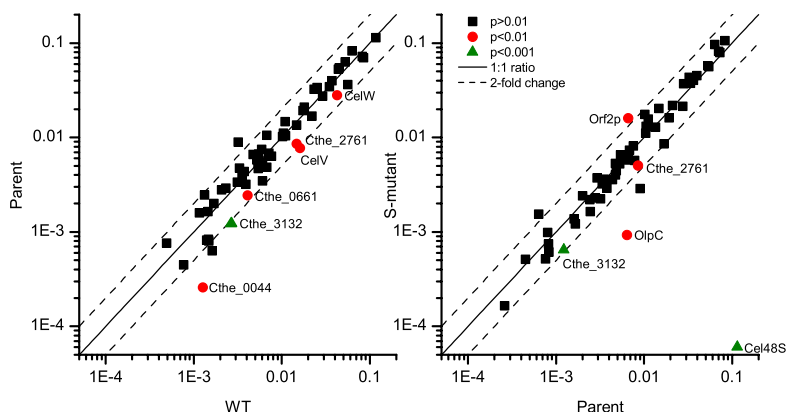 0.1
0.01
1E-3
1E-4
Parent
CelW
Cthe_2761
CelV
Cthe_0661
Cthe_3132
Cthe_0044
1E-4 1E-3 0.01 0.1
WT
0.1
0.01
1E-3
1E-4
S-mutant
p>0.01
p<0.01
p<0.001
1:1 ratio
2-fold change
Orf2p
Cthe_2761
OlpC
Cthe_3132
Cel48S
1E-4 1E-3 0.01 0.1
Parent